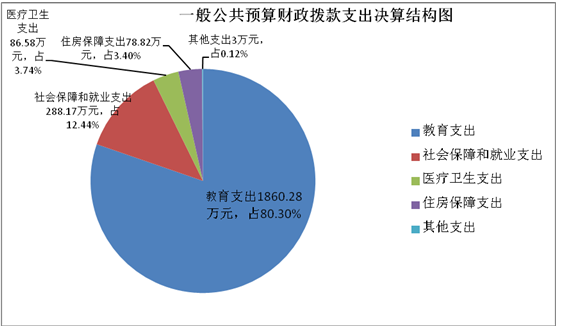 一般公共预算财政拨款支出决算结构图
医疗卫生
支出
86.58万
元，占
3.74%
住房保障支出78.82万
元，占3.40%
其他支出3万元，
占0.12%
社会保障和就业支出
288.17万元，占
12.44%
教育支出1860.28
万元，占80.30%
教育支出
社会保障和就业支出
医疗卫生支出
住房保障支出
其他支出